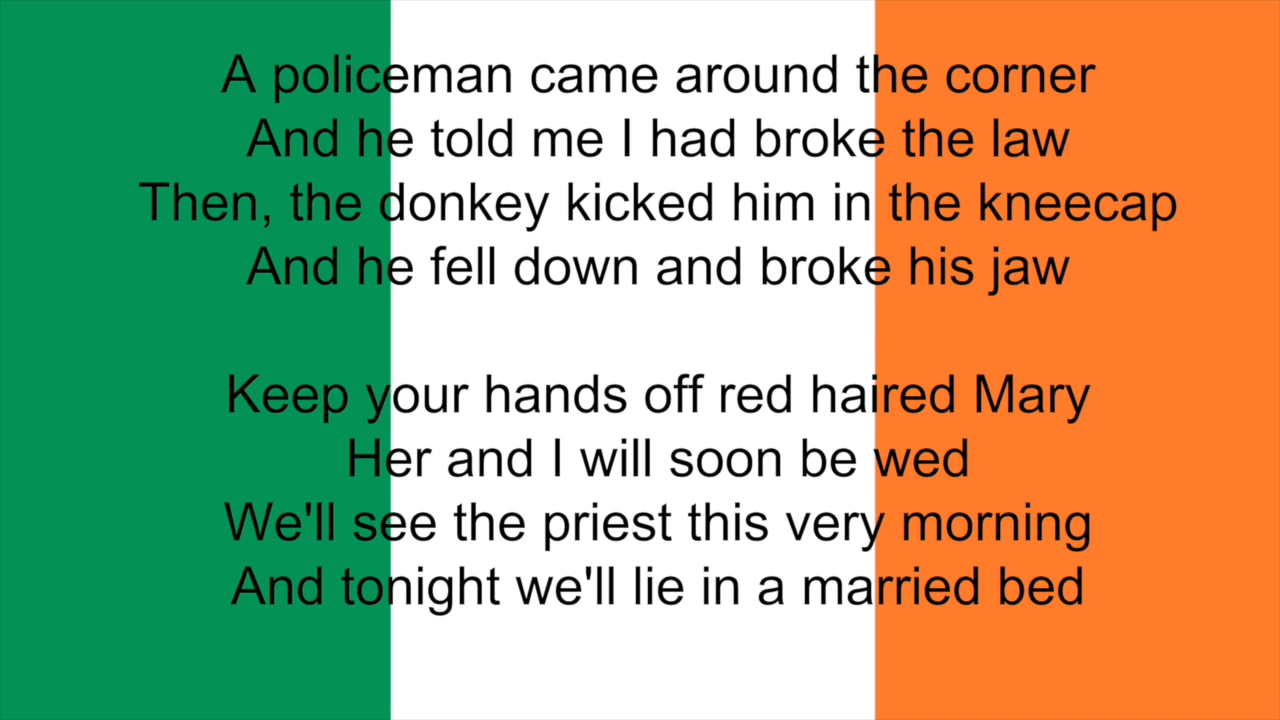 A policeman came around the corner
And he told me I had broke the law
Then, the donkey kicked him in the kneecap
And he fell down and broke his jaw
Keep your hands off red haired Mary
Her and I will soon be wed
We'll see the priest this very morning
And tonight we'll lie in a married bed